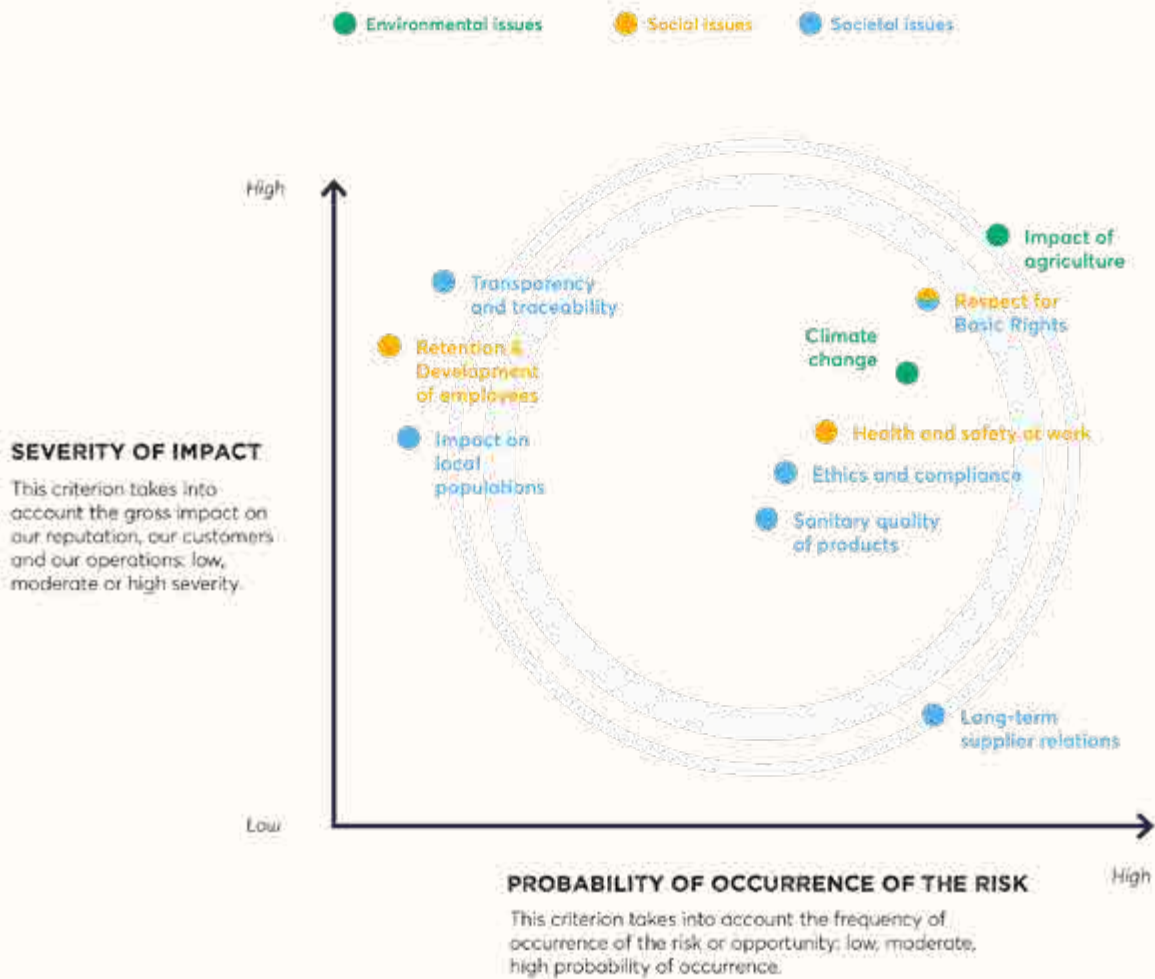 Environmental issues
Social issues
Societal issues
High
Impact of
agriculture
Transparency
and traceability
Respect for
Basic Rights
Climate
change
Retention &
Development
of employees
Health and safety at work
Impact on
local
populations
SEVERITY OF IMPACT
This criterion takes into
account the gross impact on
our reputation, our customers
and our operations: low,
moderate or high severity.
Ethics and compliance
Sanitary quality
of products
Long-term
supplier relations
Low
High
PROBABILITY OF OCCURRENCE OF THE RISK
This criterion takes into account the frequency of
occurrence of the risk or opportunity: low, moderate,
high probability of occurrence.